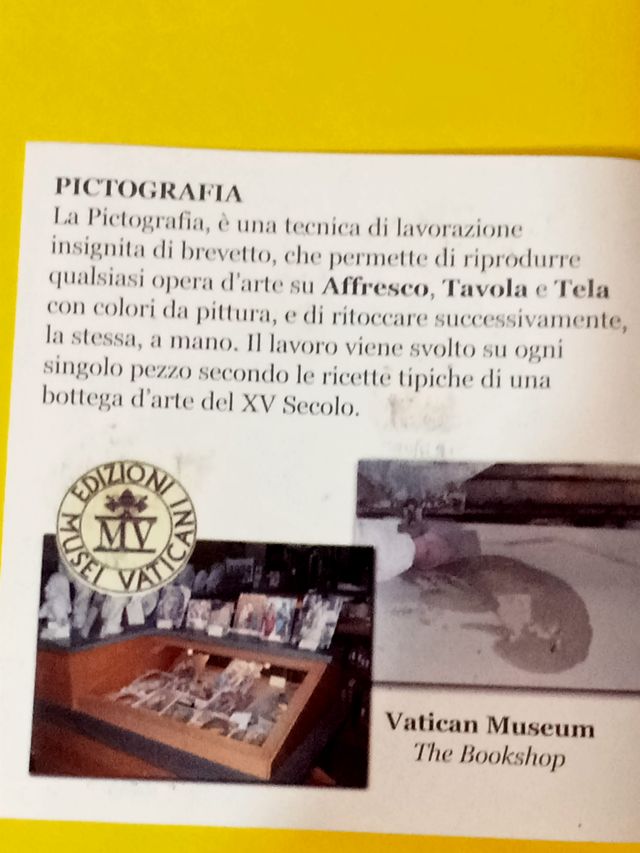 PICTOGRAFIA
La Pictografia, è una tecnica di lavorazione
insignita di brevetto, che permette di riprodurre
qualsiasi opera d'arte su Affresco, Tavola e Tela
con colori da pittura, e di ritoccare successivamente,
la stessa, a mano. Il lavoro viene svolto su ogni
singolo pezzo secondo le ricette tipiche di una
bottega d'arte del XV Secolo.
EDIZIONI IN
MUSEI VATICANI
MV
Vatican Museum
The Bookshop